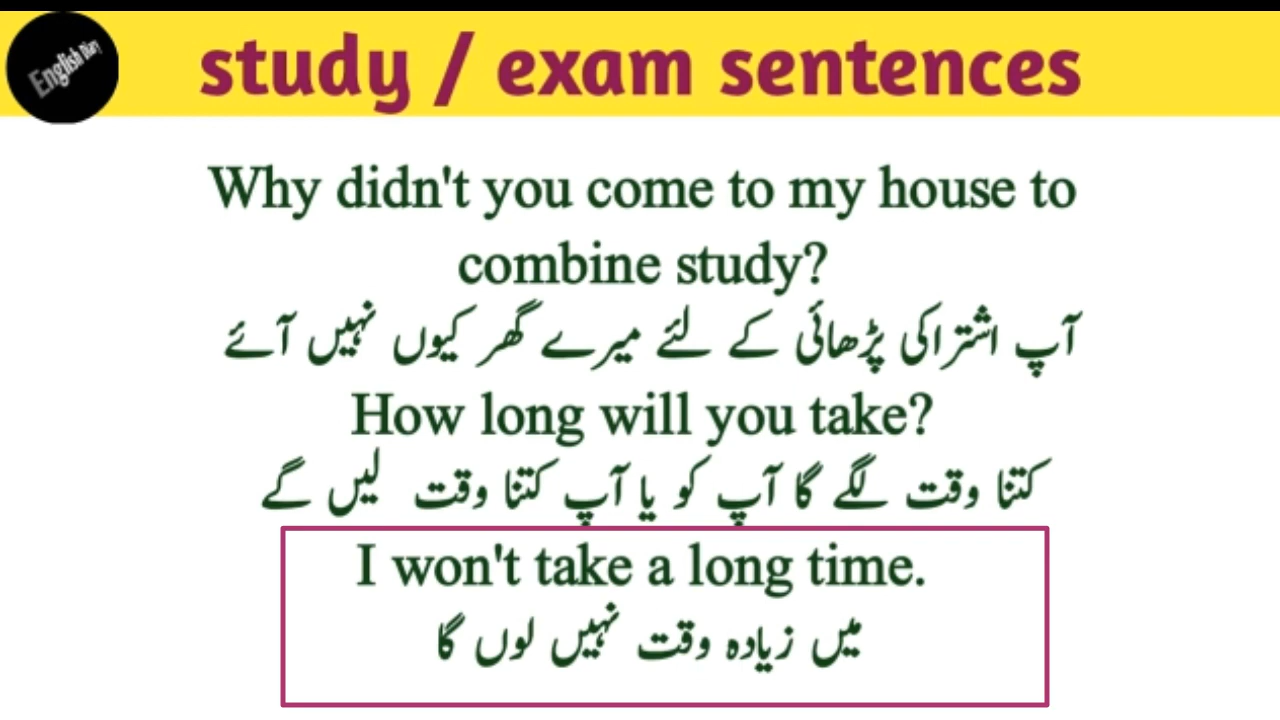 English Diary
study / exam sentences
Why didn't you come to my house to
combine study?
آپ اشتراکی پڑھائی کے لئے میرے گھر کیوں نہیں آئے
How long will you take?
کتنا وقت لگے گا آپ کو یا آپ کتنا وقت لیں گے
I won't take a long time.
میں زیادہ وقت نہیں لوں گا